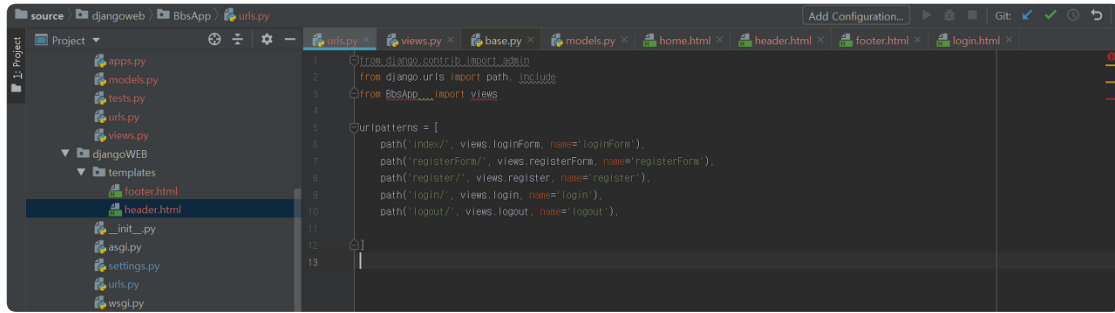 source djangoweb BbsApp urls.py Add Configuration... Git:
1: Project
Project
urls.py views.py base.py models.py home.html header.html footer.html login.html
apps.py
models.py
tests.py
urls.py
views.py
djangoWEB
templates
footer.html
header.html
__init__.py
asgi.py
settings.py
urls.py
wsgi.py
1 from django.contrib import admin
2 from django.urls import path, include
3 from BbsApp import views
4
5 urlpatterns = [
6 path('index/', views.loginForm, name='loginForm'),
7 path('registerForm/', views.registerForm, name='registerForm'),
8 path('register/', views.register, name='register'),
9 path('login/', views.login, name='login'),
10 path('logout/', views.logout, name='logout'),
11
12 ]
13